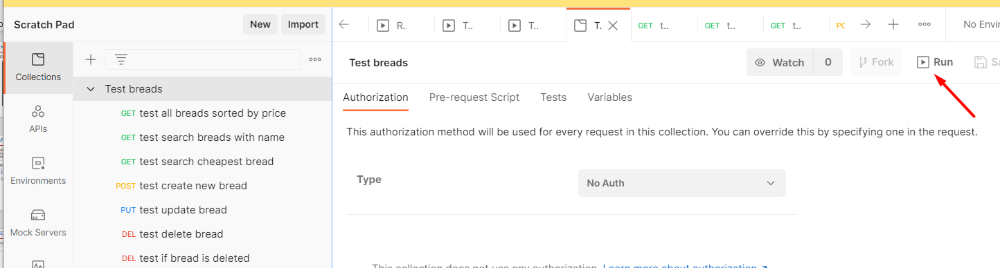 Scratch Pad
New
Import
R..
T..
T..
T.
GET t..
GET t..
GET t..
No Envir
Collections
APIs
Environments
Mock Servers
Test breads
GET test all breads sorted by price
GET test search breads with name
GET test search cheapest bread
POST test create new bread
PUT test update bread
DEL test delete bread
DEL test if bread is deleted
Test breads
Watch 0
Fork
Run
Authorization
Pre-request Script
Tests
Variables
This authorization method will be used for every request in this collection. You can override this by specifying one in the request.
Type
No Auth
This collection does not use any authorization. Learn more about authorization ↗